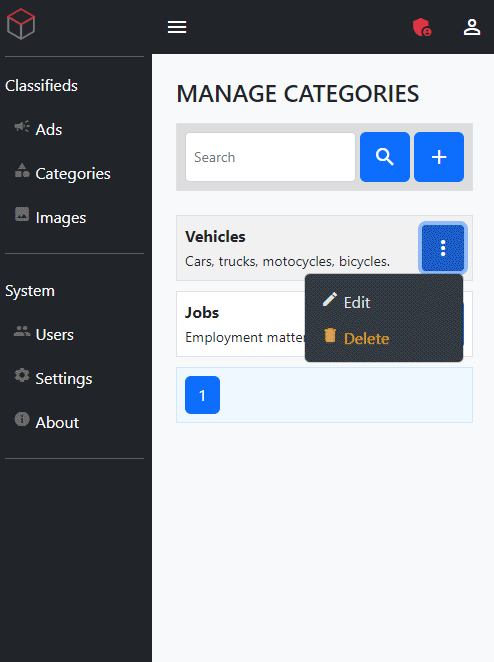 Classifieds
Ads
Categories
Images
System
Users
Settings
About
MANAGE CATEGORIES
Search
Vehicles
Cars, trucks, motocycles, bicycles.
Edit
Delete
Jobs
Employment
1